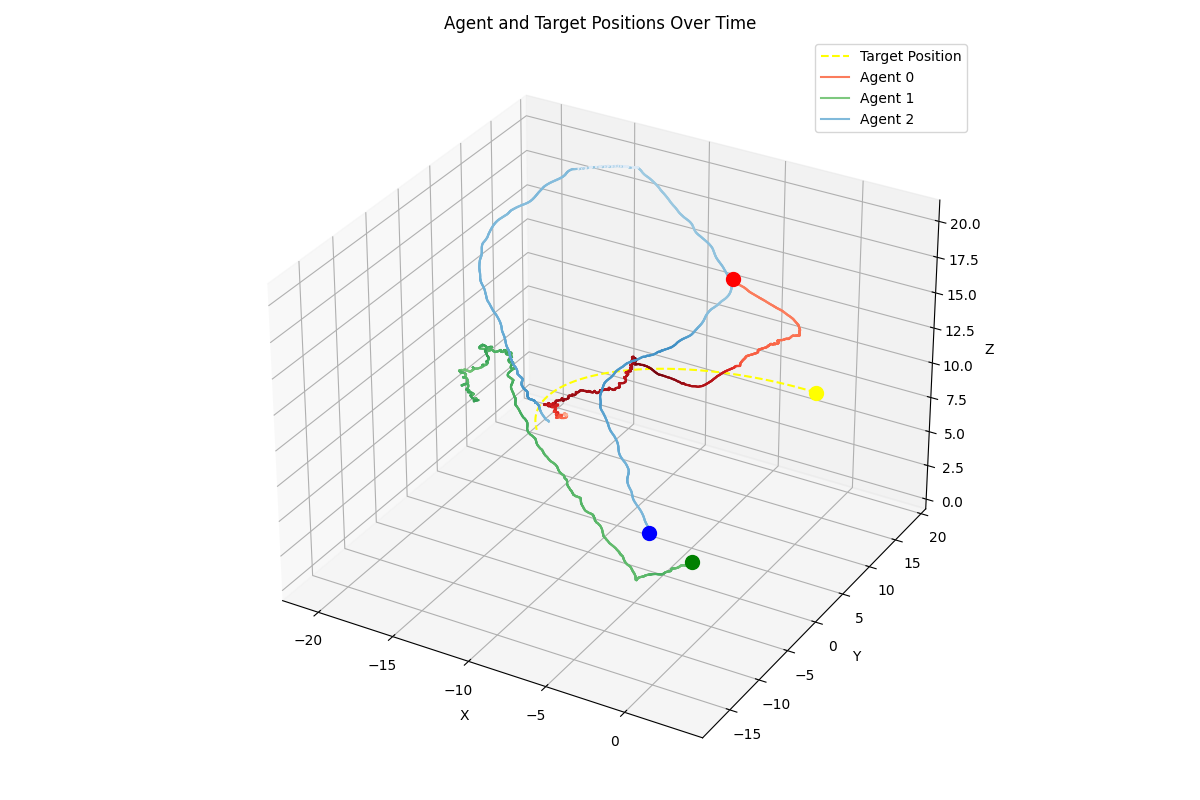 Agent and Target Positions Over Time
Target Position
Agent 0
Agent 1
Agent 2
20.0
17.5
15.0
12.5
10.0
7.5
5.0
2.5
0.0
Z
20
15
10
5
0
−5
−10
−15
Y
−20
−15
−10
−5
0
X